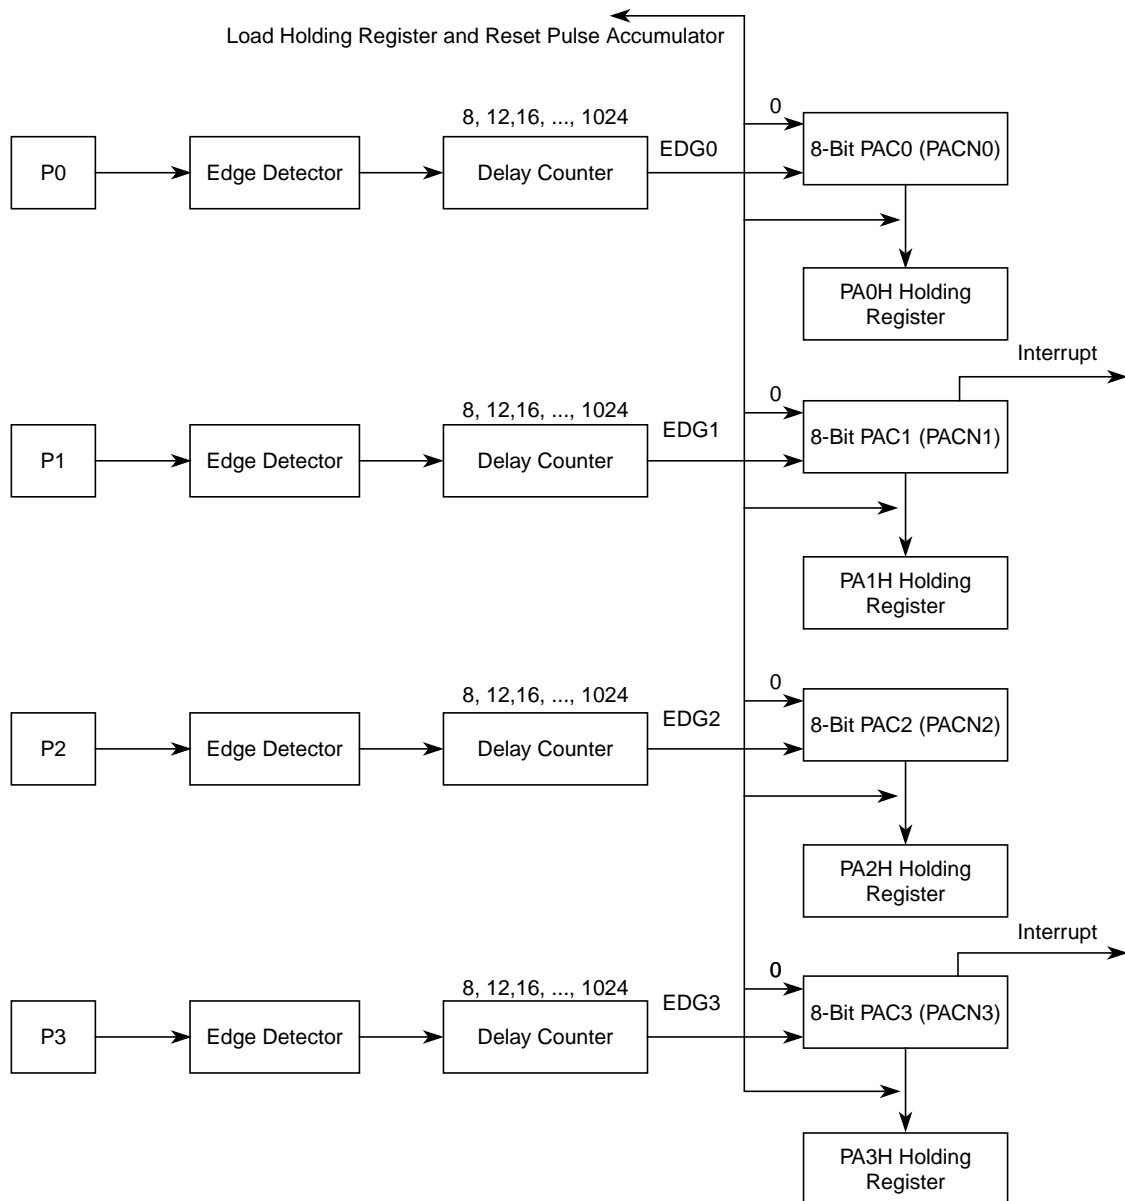 Load Holding Register and Reset Pulse Accumulator
8, 12,16, ..., 1024
0
P0
Edge Detector
Delay Counter
EDG0
8-Bit PAC0 (PACN0)
PA0H Holding
Register
Interrupt
8, 12,16, ..., 1024
0
P1
Edge Detector
Delay Counter
EDG1
8-Bit PAC1 (PACN1)
PA1H Holding
Register
8, 12,16, ..., 1024
0
P2
Edge Detector
Delay Counter
EDG2
8-Bit PAC2 (PACN2)
PA2H Holding
Register
Interrupt
8, 12,16, ..., 1024
0
P3
Edge Detector
Delay Counter
EDG3
8-Bit PAC3 (PACN3)
PA3H Holding
Register